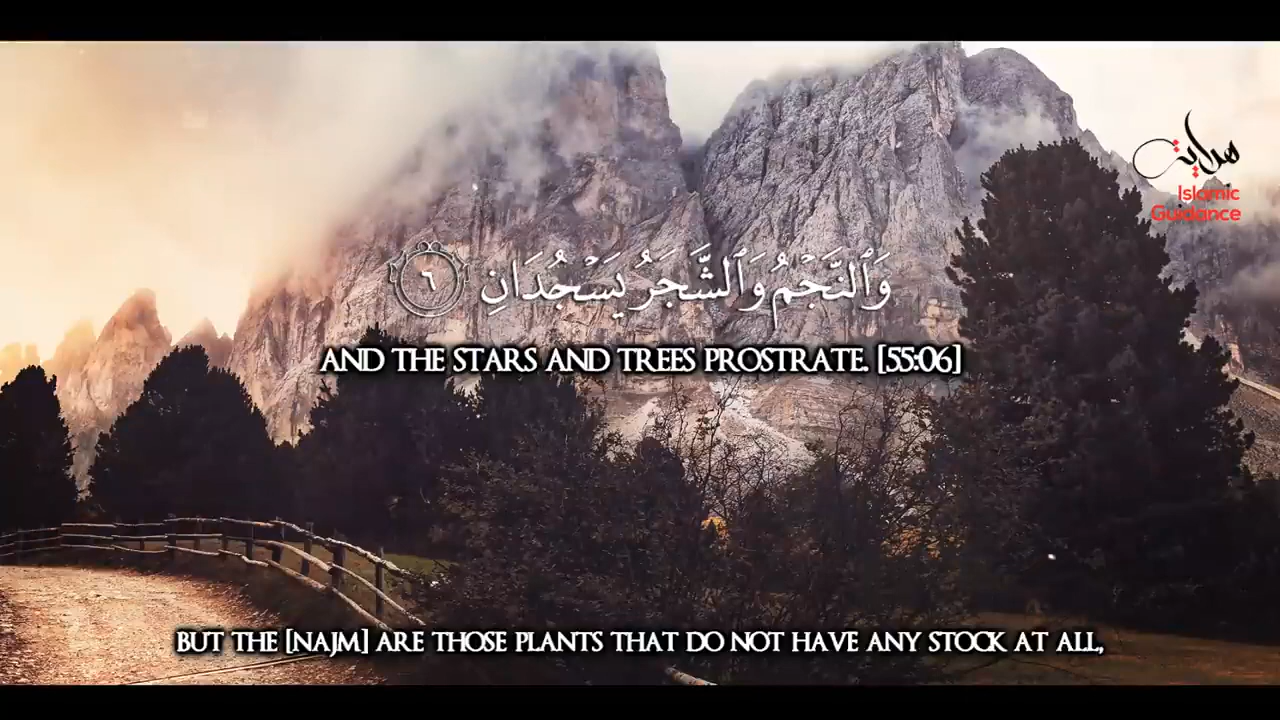 هداية
Islamic
Guidance
وَٱلنَّجۡمُ وَٱلشَّجَرُ يَسۡجُدَانِ ٦
AND THE STARS AND TREES PROSTRATE. [55:06]
BUT THE [NAJM] ARE THOSE PLANTS THAT DO NOT HAVE ANY STOCK AT ALL,